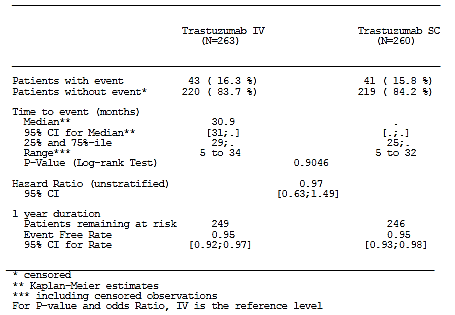 Trastuzumab IV Trastuzumab SC
(N=263) (N=260)
Patients with event 43 ( 16.3 %) 41 ( 15.8 %)
Patients without event* 220 ( 83.7 %) 219 ( 84.2 %)
Time to event (months)
Median** 30.9 .
95% CI for Median** [31;.] [.;.]
25% and 75%-ile 29;. 25;.
Range*** 5 to 34 5 to 32
P-Value (Log-rank Test) 0.9046
Hazard Ratio (unstratified) 0.97
95% CI [0.63;1.49]
1 year duration
Patients remaining at risk 249 246
Event Free Rate 0.95 0.95
95% CI for Rate [0.92;0.97] [0.93;0.98]
* censored
** Kaplan-Meier estimates
*** including censored observations
For P-value and odds Ratio, IV is the reference level